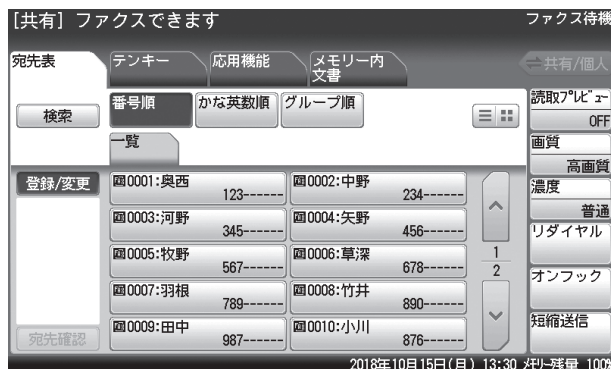 [共有] ファクスできます
ファクス待機
宛先表
テンキー
応用機能
メモリー内
文書
共有/個人
検索
番号順
かな英数順
グループ順
一覧
読取プレビュー
OFF
画質
高画質
濃度
普通
リダイヤル
オンフック
短縮送信
登録/変更
0001:奥西
123------
0002:中野
234------
0003:河野
345------
0004:矢野
456------
0005:牧野
567------
0006:草深
678------
0007:羽根
789------
0008:竹井
890------
0009:田中
987------
0010:小川
876------
1
2
宛先確認
2018年10月15日(月) 13:30 メモリー残量 100%